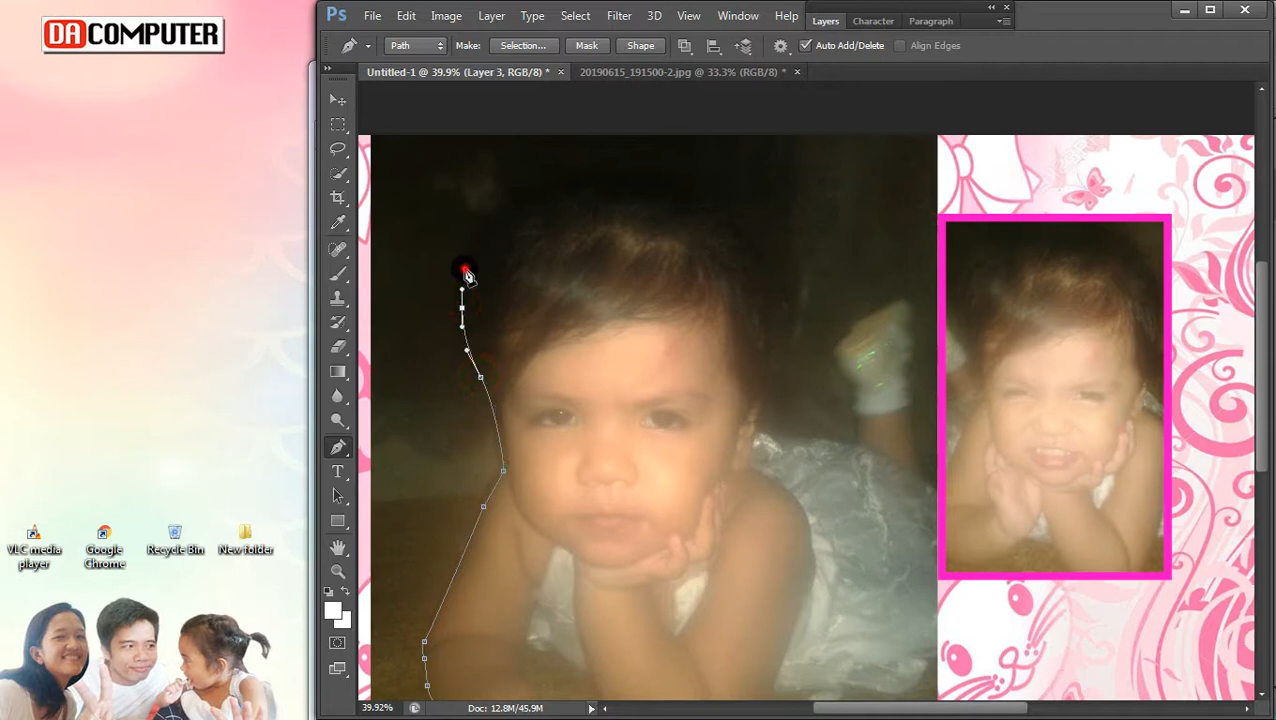 DACOMPUTER
Ps File Edit Image Layer Type Select Filter 3D View Window Help
Layers Character Paragraph
Path Make: Selection... Mask Shape Auto Add/Delete Align Edges
Untitled-1 @ 39.9% (Layer 3, RGB/8) * × 20190615_191500-2.jpg @ 33.3% (RGB/8) * ×
T
VLC media player
Google Chrome
Recycle Bin
New folder
39.92% Doc: 12.8M/45.9M